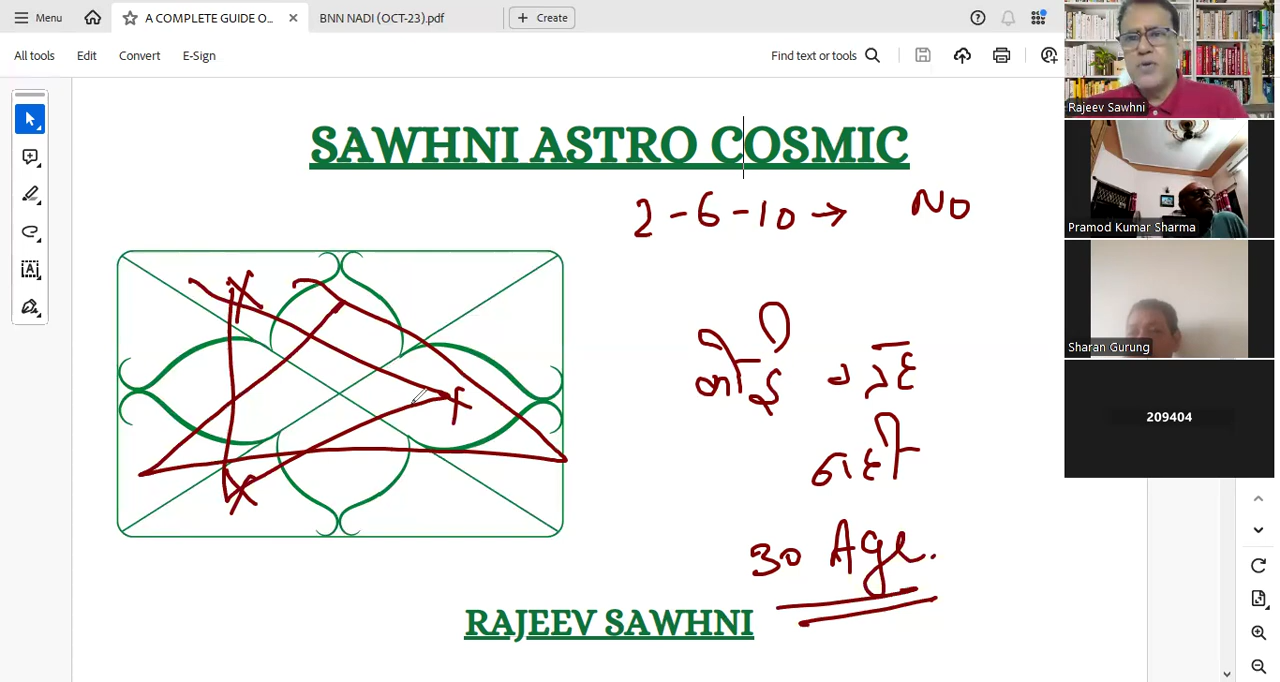 Menu
A COMPLETE GUIDE O...
BNN NADI (OCT-23).pdf
Create
All tools
Edit
Convert
E-Sign
Find text or tools
SAWHNI ASTRO COSMIC
2-6-10 → NO
कोई
नहीं
30 Age.
RAJEEV SAWHNI
Rajeev Sawhni
Pramod Kumar Sharma
Sharan Gurung
209404